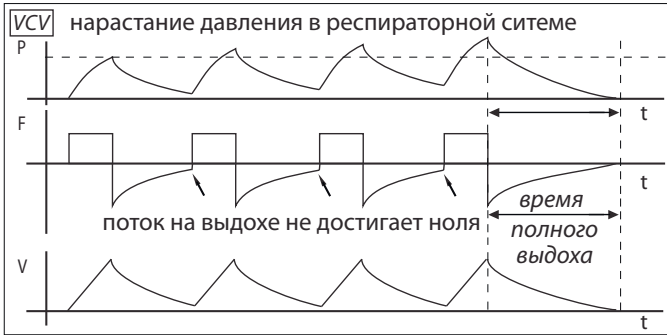 VCV нарастание давления в респираторной ситеме
P
t
F
t
время
поток на выдохе не достигает ноля
полного
выдоха
V
t